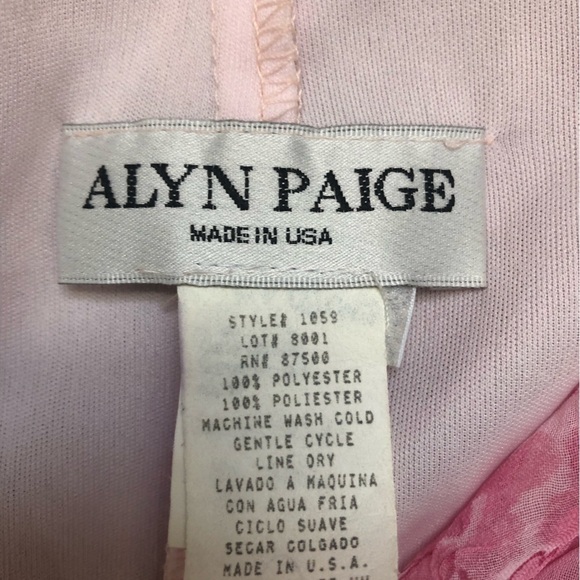 ALYN PAIGE
MADE IN USA
STYLE# 1059
LOT# 8001
RN# 87500
100% POLYESTER
100% POLIESTER
MACHINE WASH COLD
GENTLE CYCLE
LINE DRY
LAVADO A MAQUINA
CON AGUA FRIA
CICLO SUAVE
SECAR COLGADO
MADE IN U.S.A.